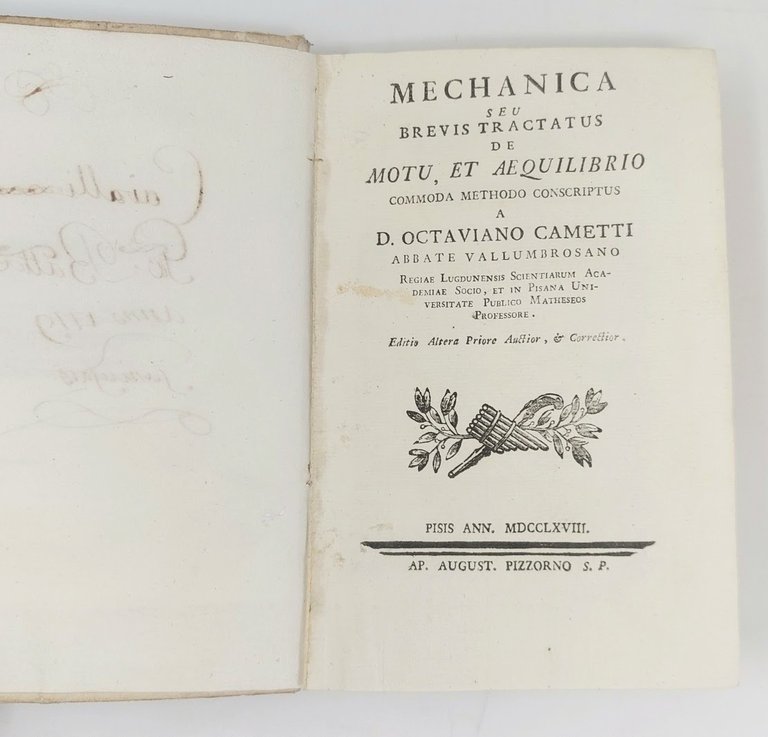 MECHANICA
SEU
BREVIS TRACTATUS
DE
MOTU, ET AEQUILIBRIO
COMMODA METHODO CONSCRIPTUS
A
D. OCTAVIANO CAMETTI
ABBATE VALLUMBROSANO
REGIAE LUGDUNENSIS SCIENTIARUM ACA-
DEMIAE SOCIO, ET IN PISANA UNI-
VERSITATE PUBLICO MATHESEOS
PROFESSORE.
Editio Altera Priore Auctior, & Correctior.
PISIS ANN. MDCCLXVIII.
AP. AUGUST. PIZZORNO S. P.